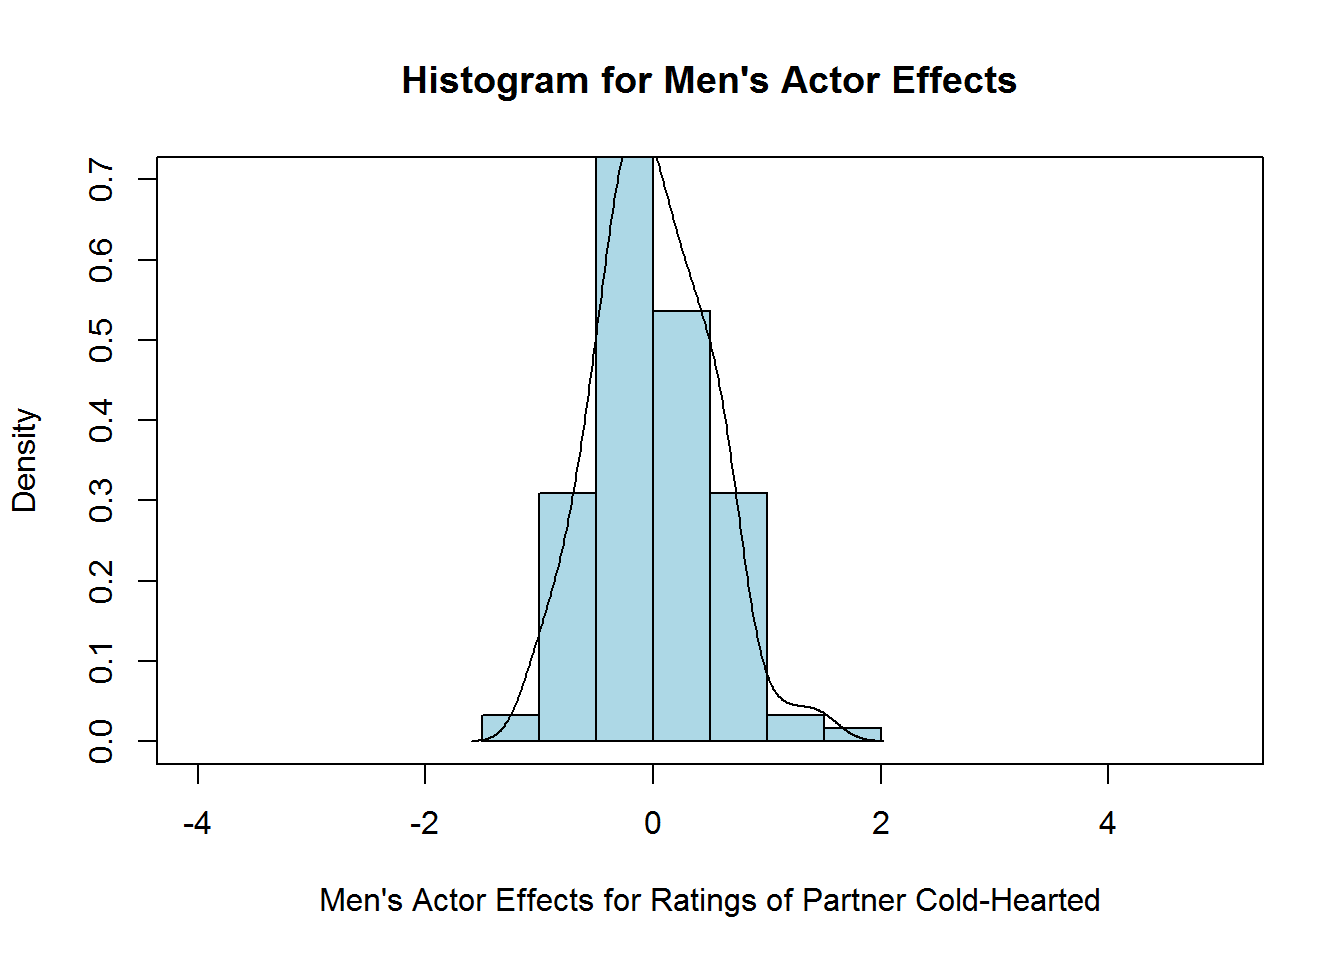 Histogram for Men's Actor Effects
Density
0.7
0.6
0.5
0.4
0.3
0.2
0.1
0.0
-4 -2 0 2 4
Men's Actor Effects for Ratings of Partner Cold-Hearted